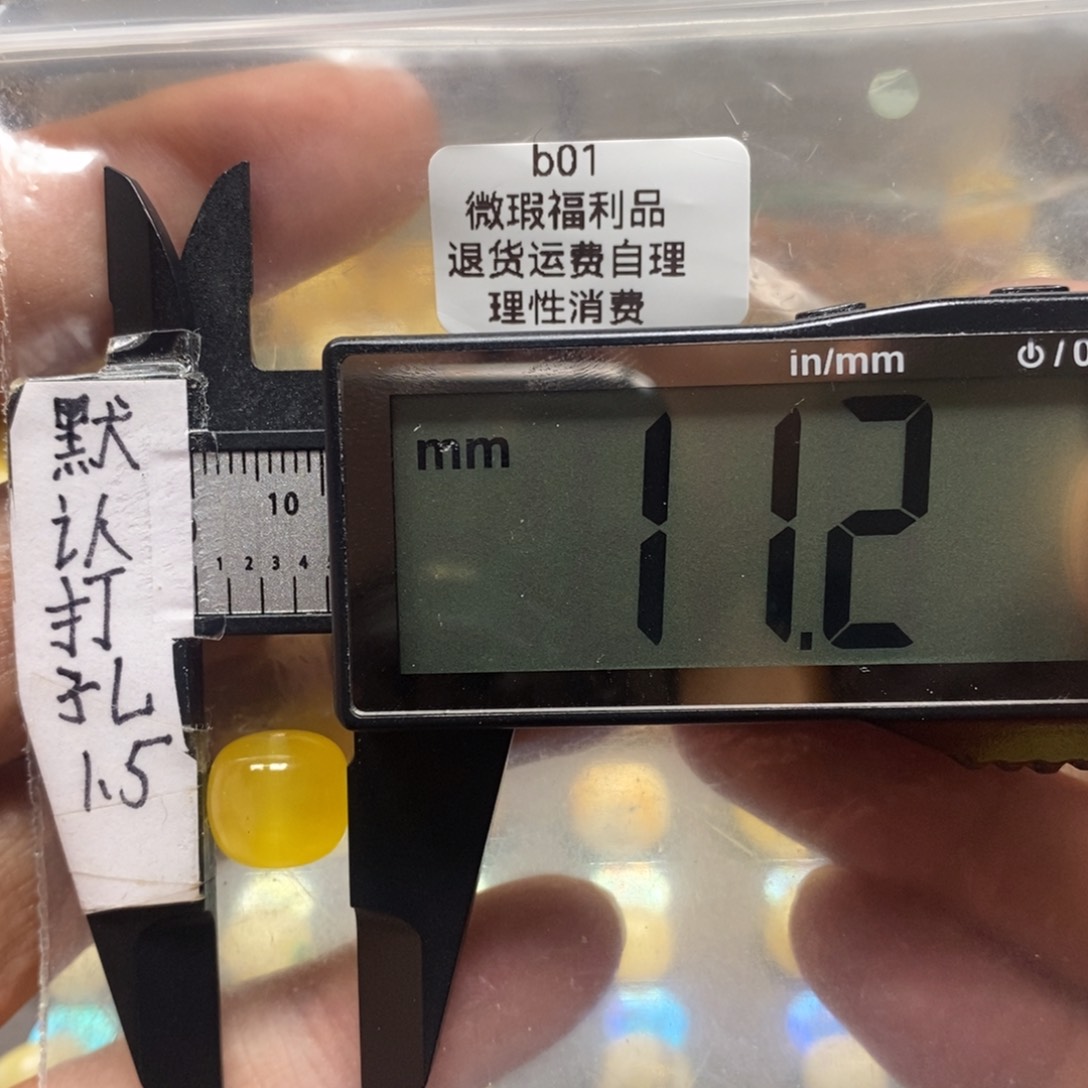 b01
微瑕福利品
退货运费自理
理性消费
in/mm
⏻/0
mm
11.2
10
1 2 3 4
默
认
打
孔
1.5